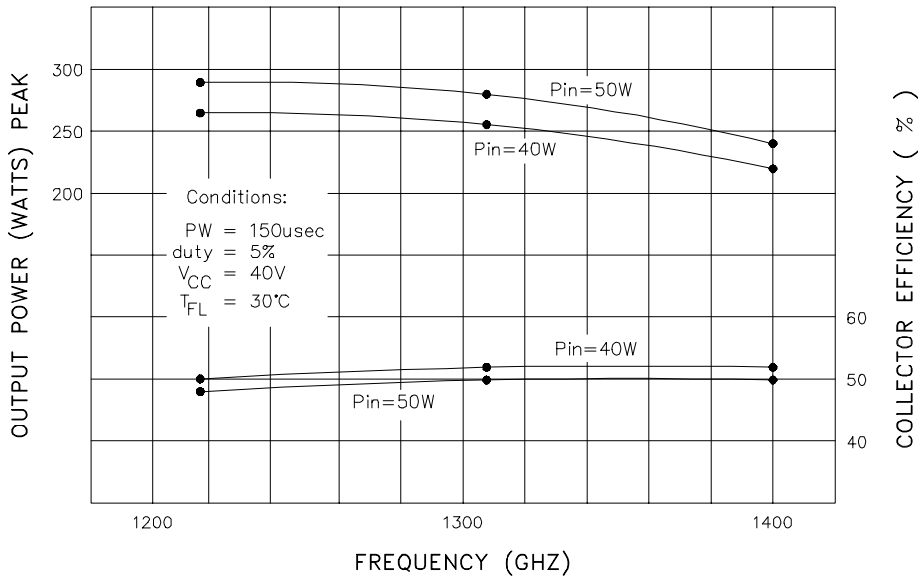 OUTPUT POWER (WATTS) PEAK
300
250
200
Pin=50W
Pin=40W
Conditions:
PW = 150usec
duty = 5%
VCC = 40V
TFL = 30°C
Pin=40W
Pin=50W
60
50
40
COLLECTOR EFFICIENCY ( % )
1200
1300
1400
FREQUENCY (GHZ)